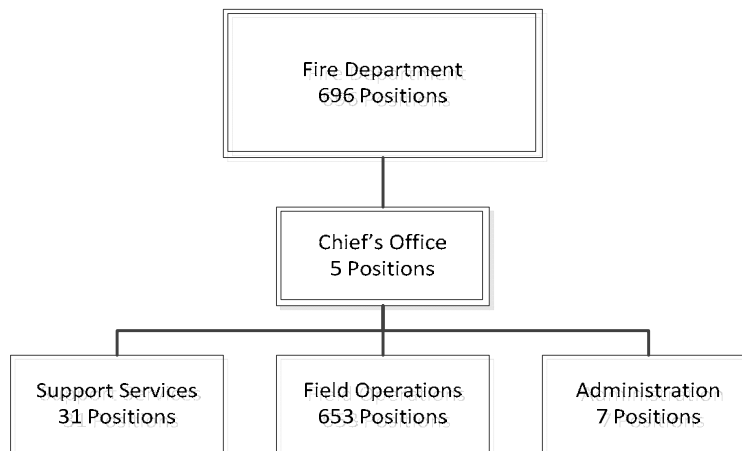 Fire Department
696 Positions
Chief’s Office
5 Positions
Support Services
31 Positions
Field Operations
653 Positions
Administration
7 Positions